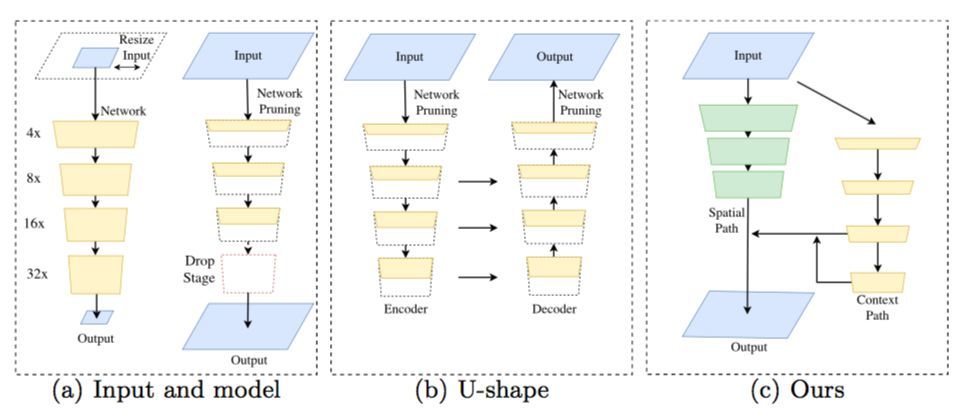 Resize
Input
Network
4x
8x
16x
32x
Output
Input
Network
Pruning
Drop
Stage
Output
(a) Input and model
Input
Network
Pruning
Encoder
Output
Network
Pruning
Decoder
(b) U-shape
Input
Spatial
Path
Context
Path
Output
(c) Ours